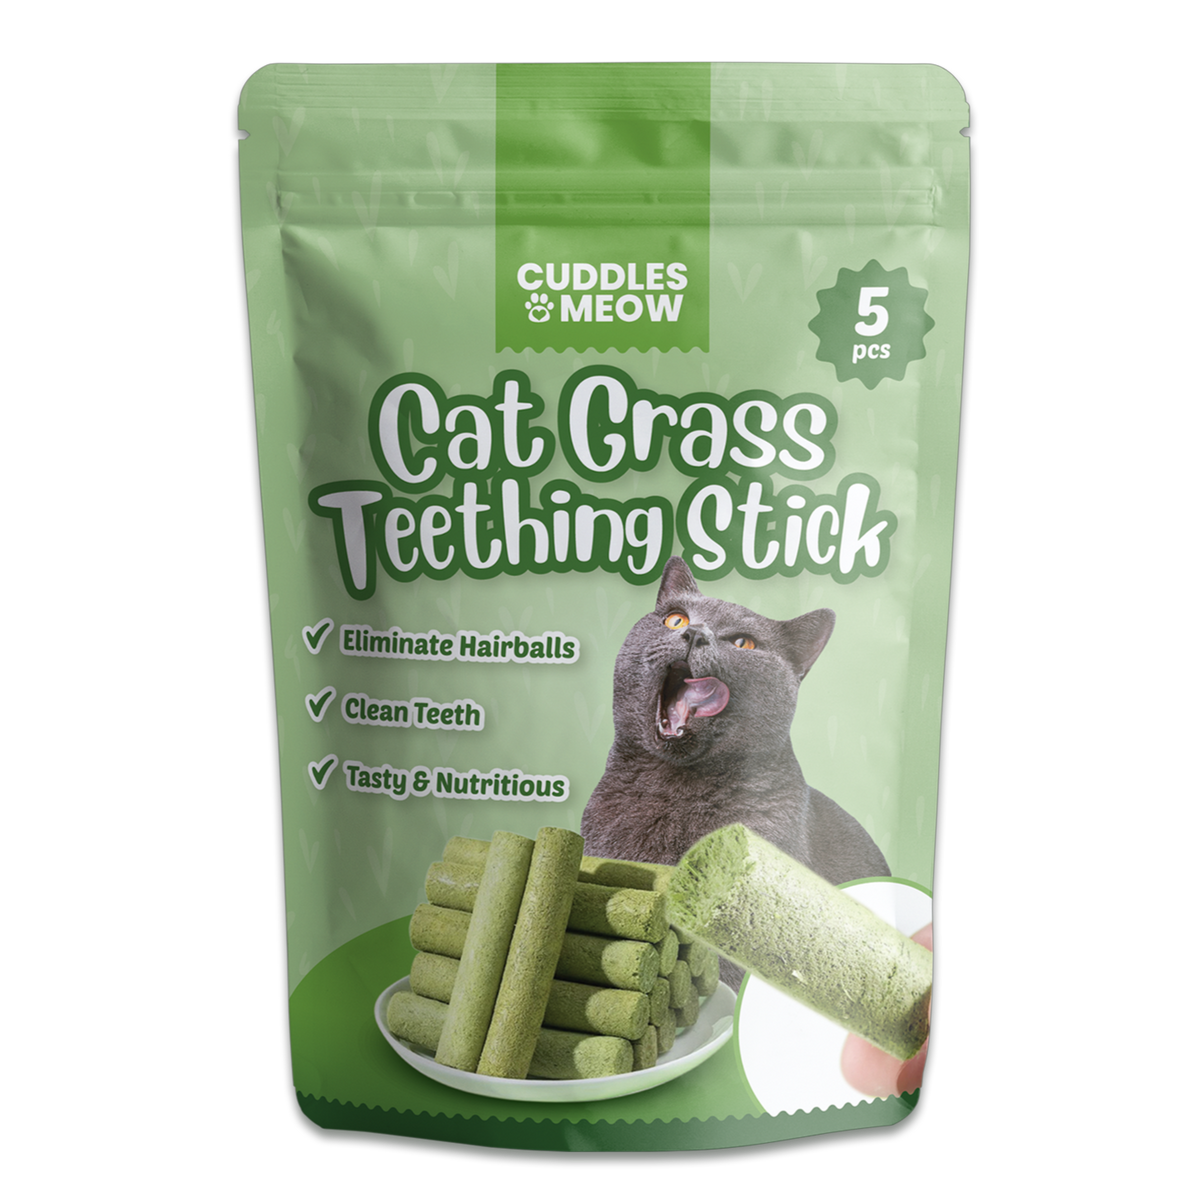 CUDDLES
MEOW
5
pcs
Cat Grass
Teething Stick
Eliminate Hairballs
Clean Teeth
Tasty & Nutritious